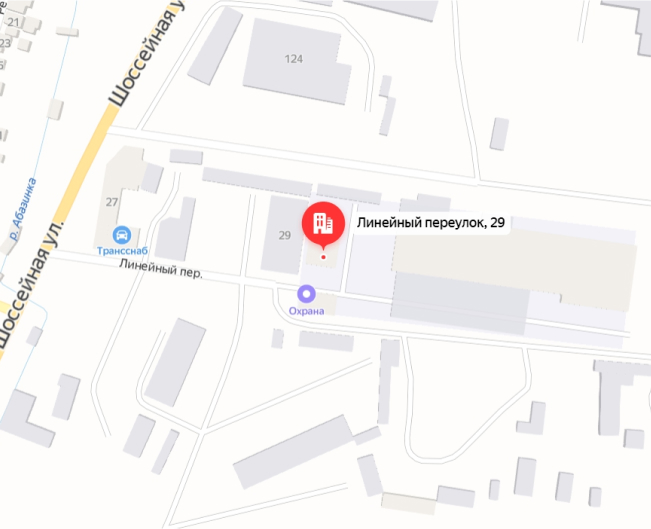 21
23
Шоссейная у
124
р. Абазинка
27
Трансснаб
29
Линейный переулок, 29
Линейный пер.
Шоссейная ул.
Охрана